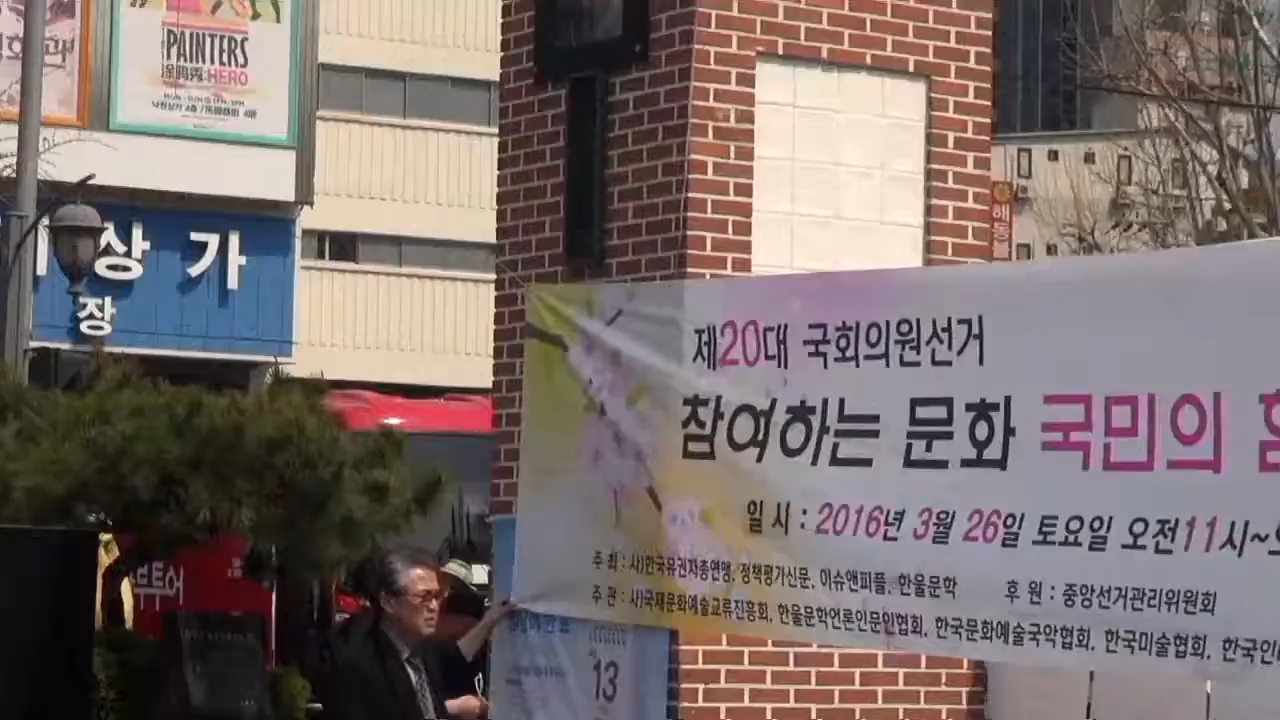 PAINTERS
HERO
상가
장
제20대 국회의원선거
참여하는 문화 국민의
일 시 : 2016년 3월 26일 토요일 오전11시~
주 최 : 사)한국유권자총연맹, 정책평가신문, 이슈앤피플, 한울문학
후 원 : 중앙선거관리위원회
주 관 : 사)국제문화예술교류진흥회, 한울문학언론인문인협회, 한국문화예술국악협회, 한국미술협회,
투어
13
해동